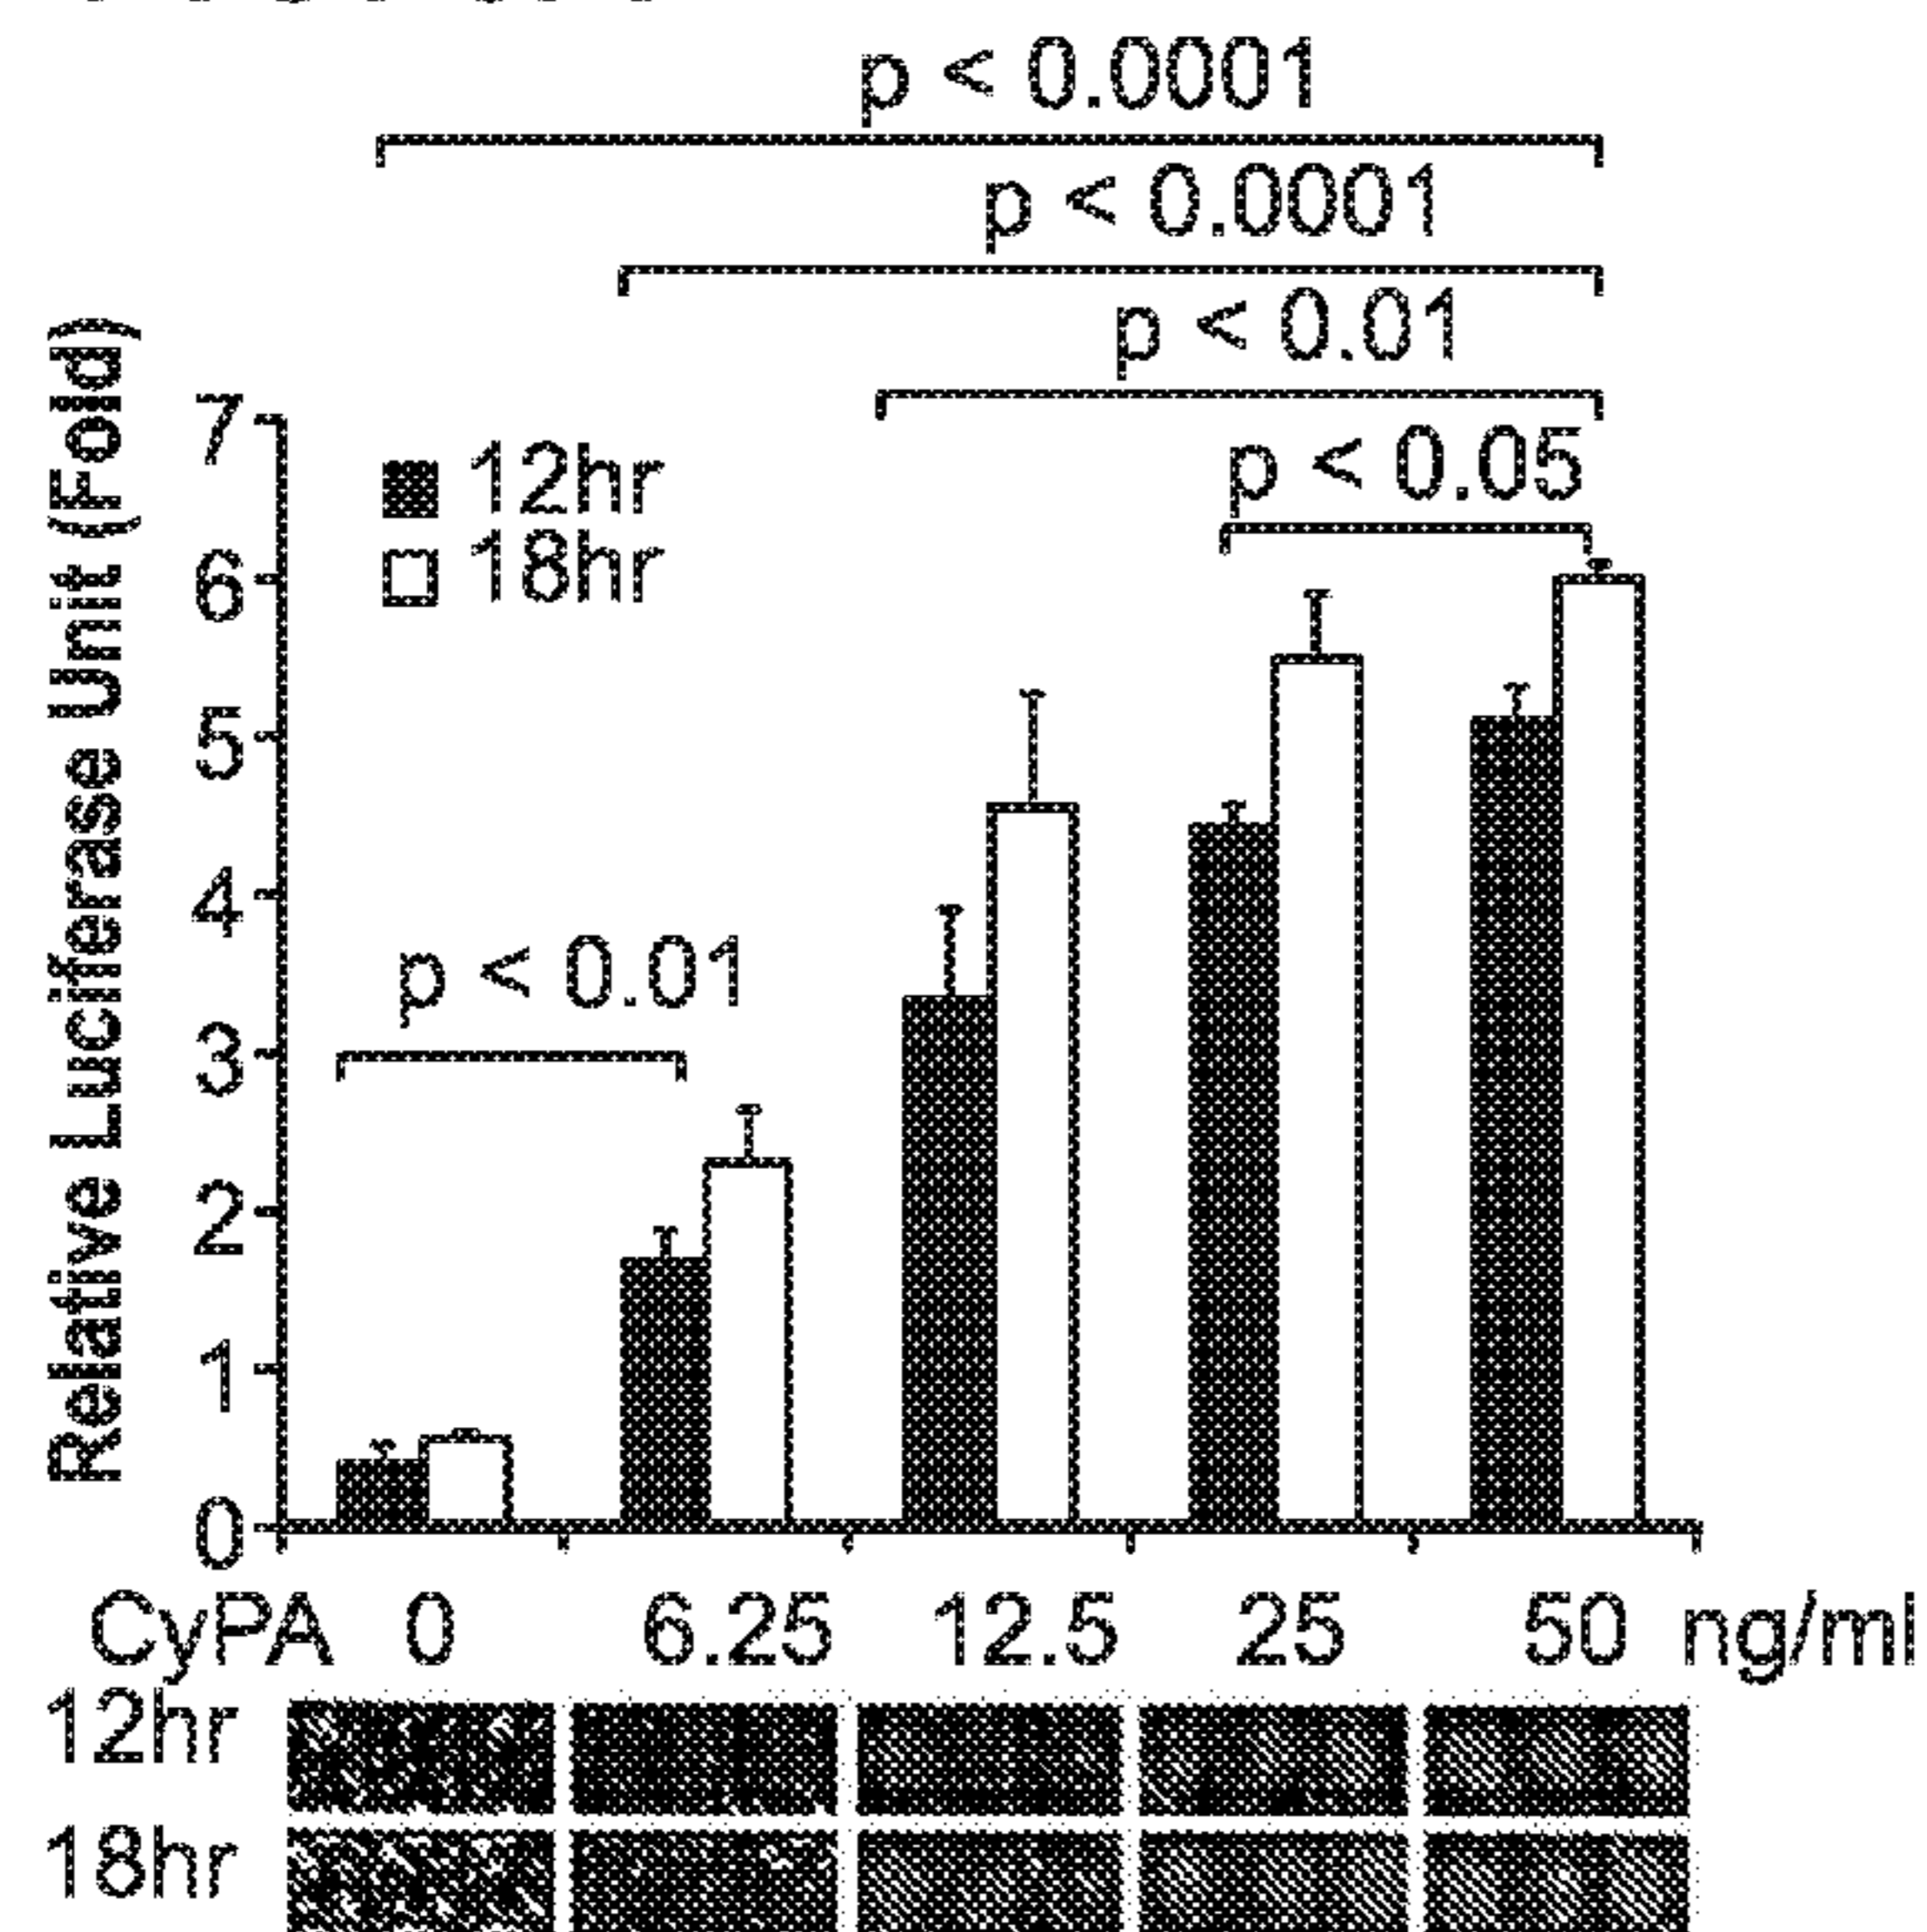 p < 0.0001
p < 0.0001
p < 0.01
p < 0.05
Relative Luciferase Unit (Fold)
7
6
5
4
3
2
1
0
12hr
18hr
p < 0.01
CyPA 0 6.25 12.5 25 50 ng/ml
12hr
18hr